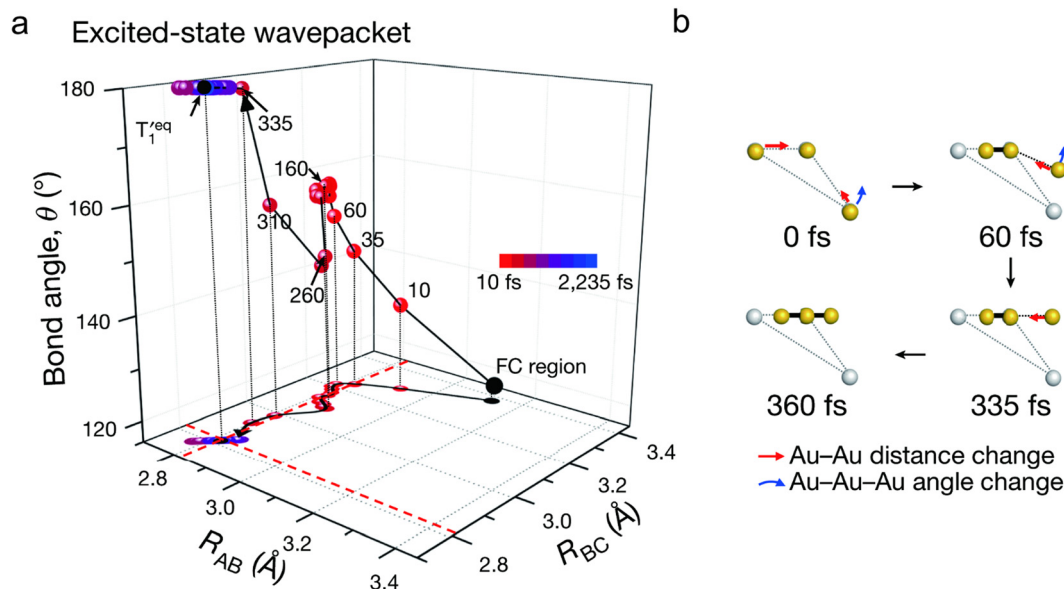 a
Excited-state wavepacket
180
160
140
120
Bond angle, θ (°)
T₁′ᵉq
335
160
60
310
35
260
10
10 fs 2,235 fs
FC region
2.8
3.0
3.2
3.4
R_AB (Å)
2.8
3.0
3.2
3.4
R_BC (Å)
b
0 fs
60 fs
360 fs
335 fs
Au–Au distance change
Au–Au–Au angle change